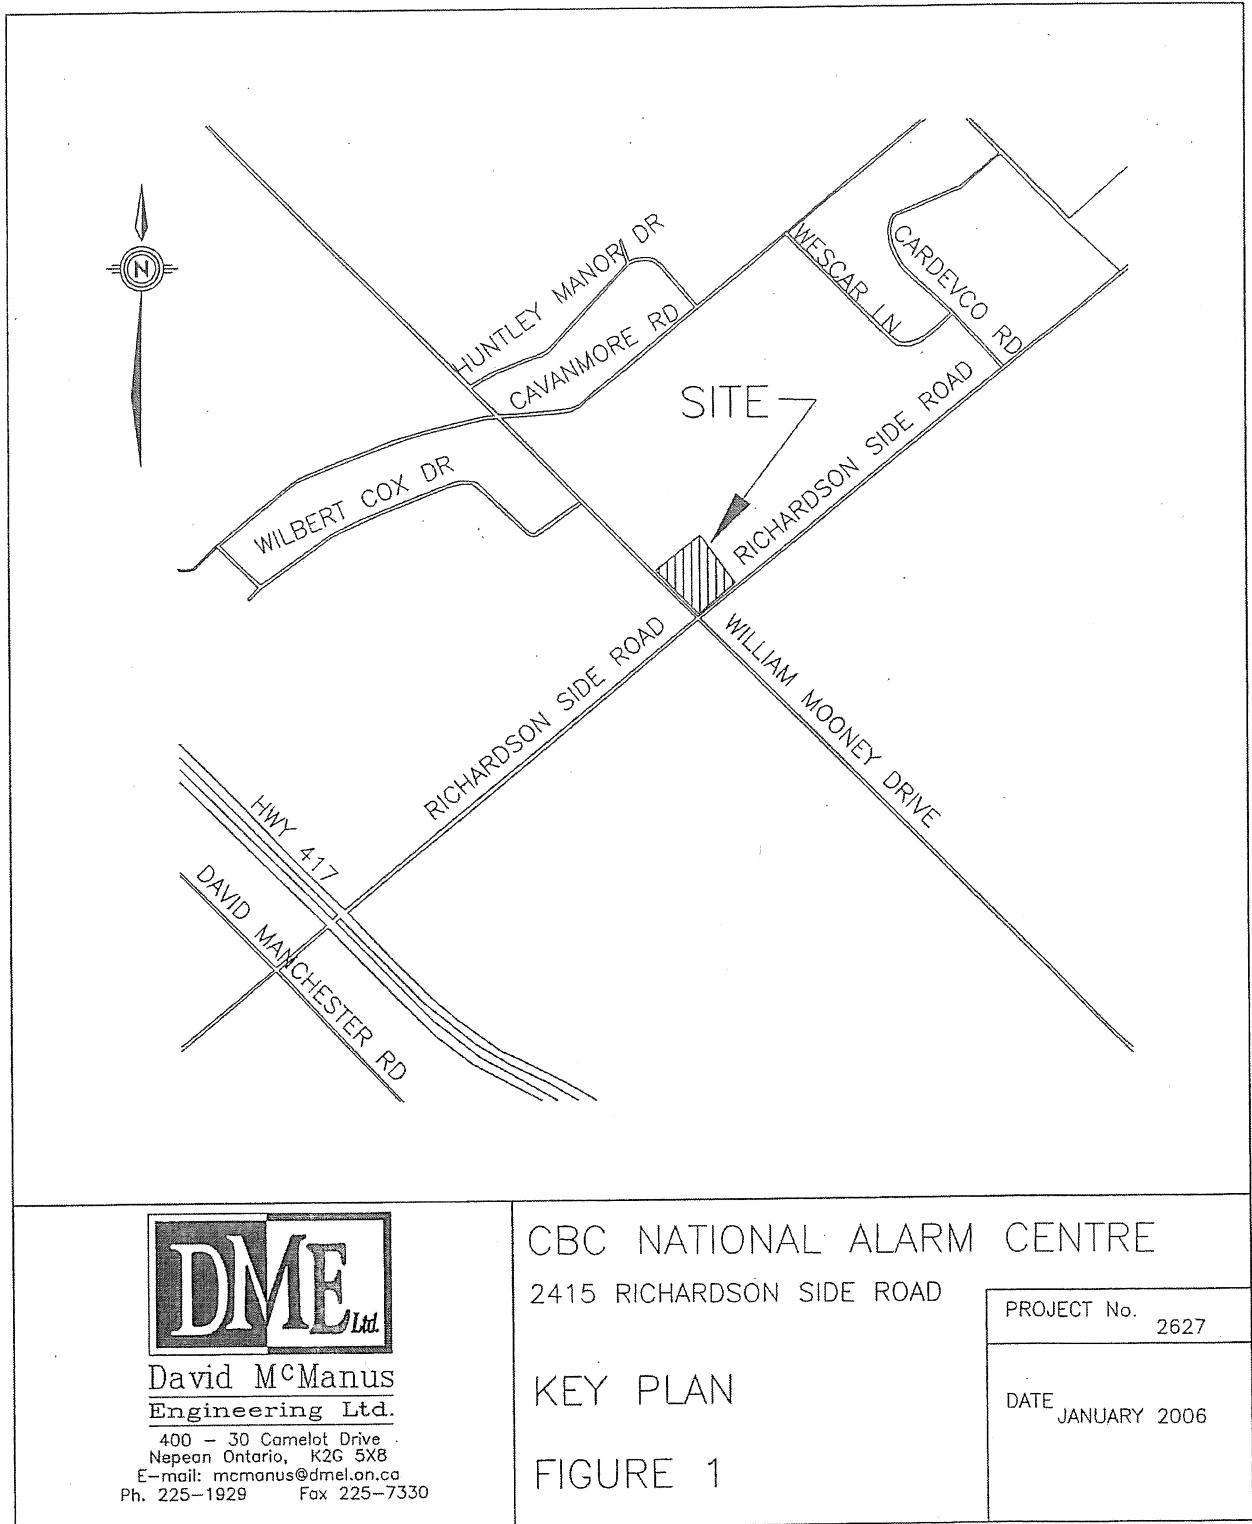 N
HUNTLEY MANOR DR
CAVANMORE RD
WESCAR LN
CARDEVCO RD
SITE
RICHARDSON SIDE ROAD
WILBERT COX DR
RICHARDSON SIDE ROAD
WILLIAM MOONEY DRIVE
HWY 417
DAVID MANCHESTER RD
DME Ltd.
David McManus
Engineering Ltd.
400 – 30 Camelot Drive
Nepean Ontario, K2G 5X8
E-mail: mcmanus@dmel.on.ca
Ph. 225-1929 Fax 225-7330
CBC NATIONAL ALARM CENTRE
2415 RICHARDSON SIDE ROAD
KEY PLAN
FIGURE 1
PROJECT No.
2627
DATE
JANUARY 2006